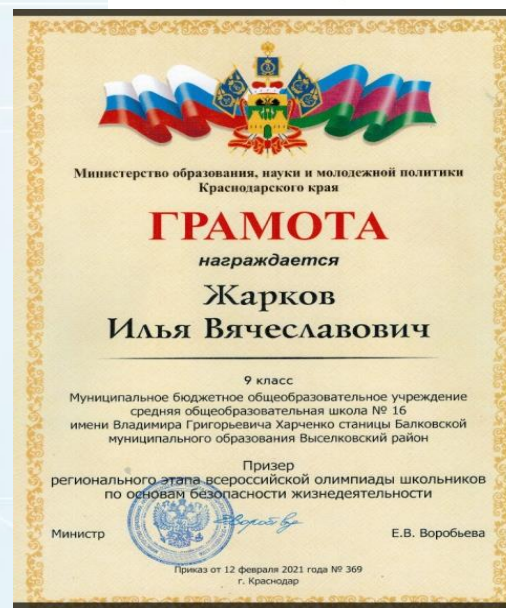 Министерство образования, науки и молодежной политики
Краснодарского края
ГРАМОТА
награждается
Жарков
Илья Вячеславович
9 класс
Муниципальное бюджетное общеобразовательное учреждение
средняя общеобразовательная школа № 16
имени Владимира Григорьевича Харченко станицы Балковской
муниципального образования Выселковский район
Призер
регионального этапа всероссийской олимпиады школьников
по основам безопасности жизнедеятельности
Министр
Е.В. Воробьева
Приказ от 12 февраля 2021 года № 369
г. Краснодар